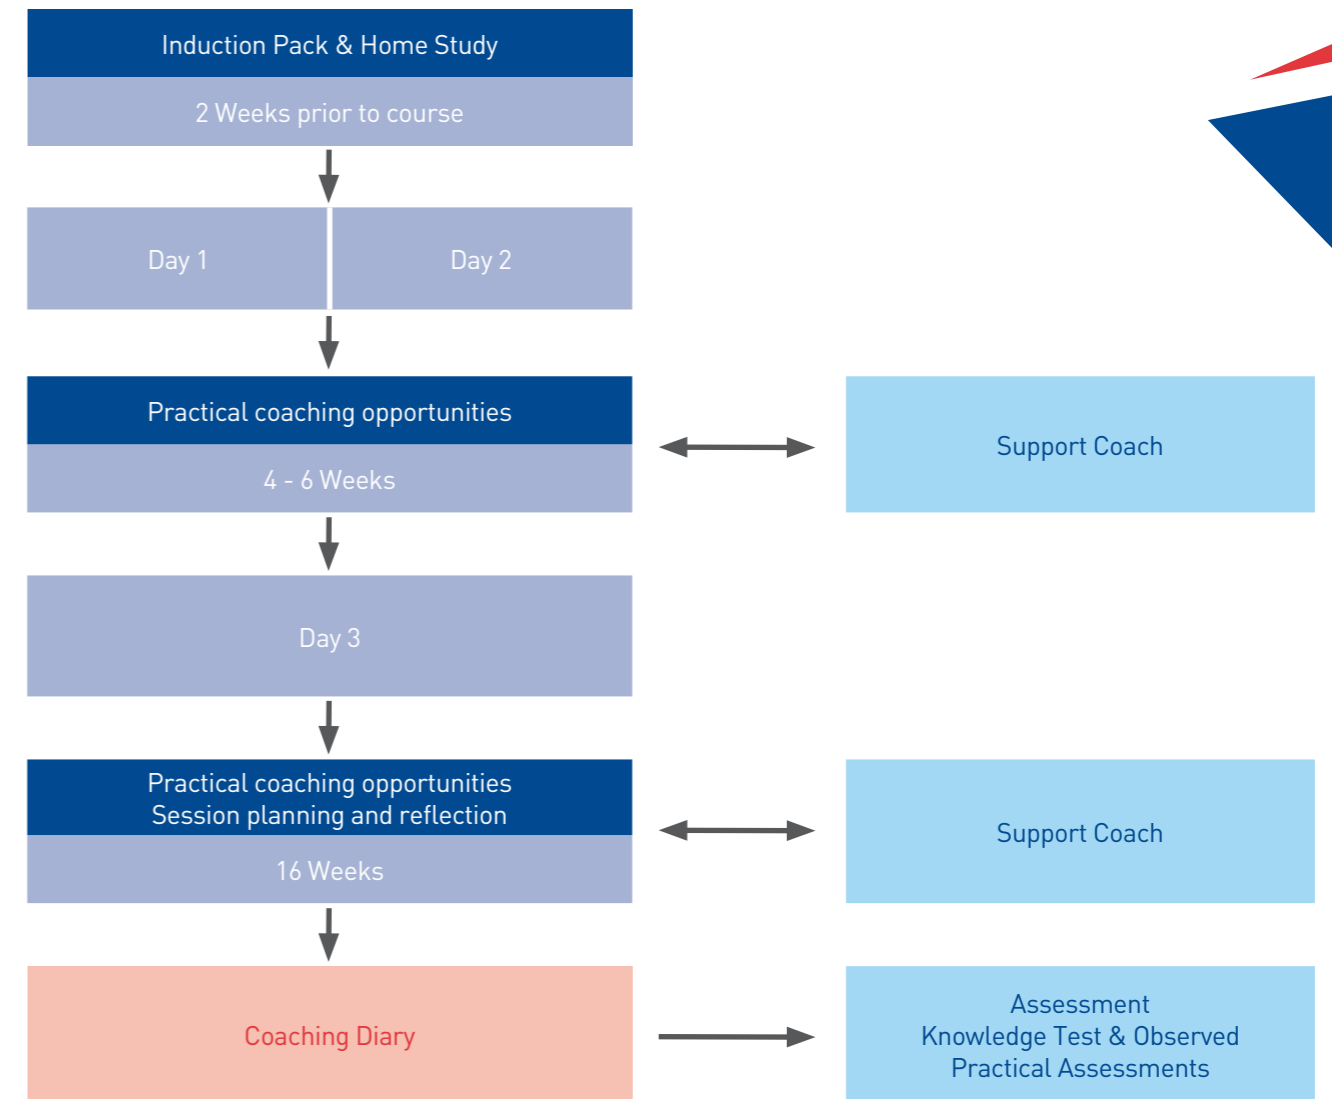 Induction Pack & Home Study
2 Weeks prior to course
Day 1
Day 2
Practical coaching opportunities
4 - 6 Weeks
Support Coach
Day 3
Practical coaching opportunities
Session planning and reflection
16 Weeks
Support Coach
Coaching Diary
Assessment
Knowledge Test & Observed
Practical Assessments